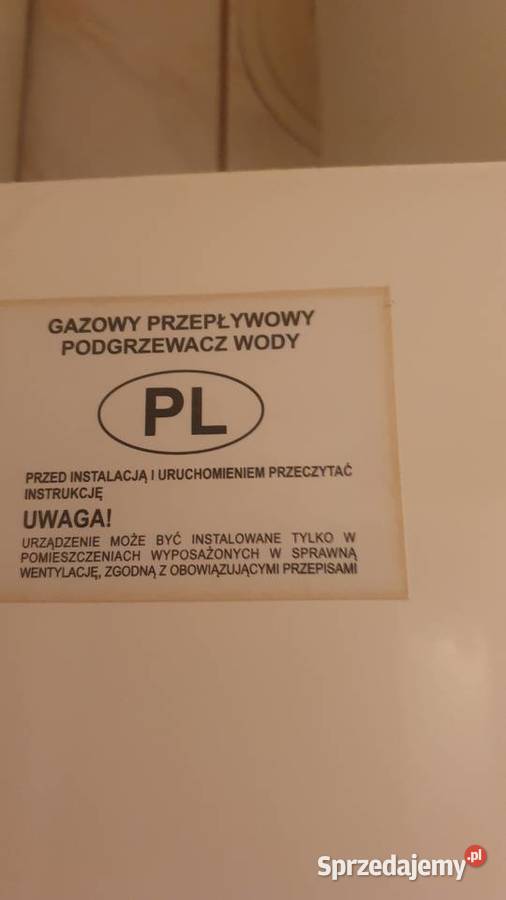 GAZOWY PRZEPŁYWOWY
PODGRZEWACZ WODY
PL
PRZED INSTALACJĄ I URUCHOMIENIEM PRZECZYTAĆ
INSTRUKCJĘ
UWAGA!
URZĄDZENIE MOŻE BYĆ INSTALOWANE TYLKO W
POMIESZCZENIACH WYPOSAŻONYCH W SPRAWNĄ
WENTYLACJĘ, ZGODNĄ Z OBOWIĄZUJĄCYMI PRZEPISAMI
Sprzedajemy.pl